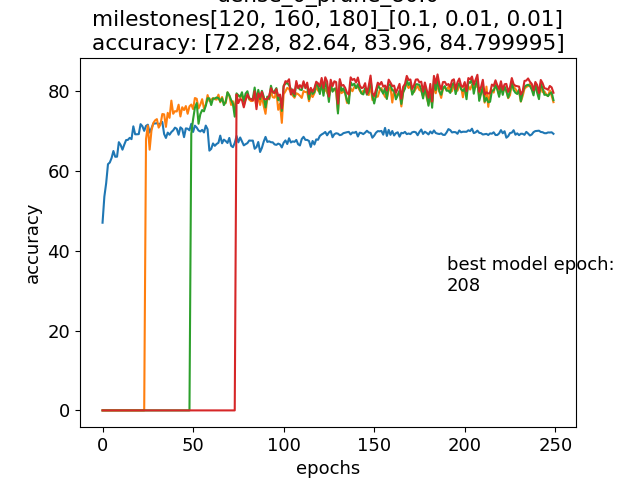 milestones[120, 160, 180]_[0.1, 0.01, 0.01]
accuracy: [72.28, 82.64, 83.96, 84.799995]
accuracy
80
60
40
20
0
best model epoch:
208
0 50 100 150 200 250
epochs